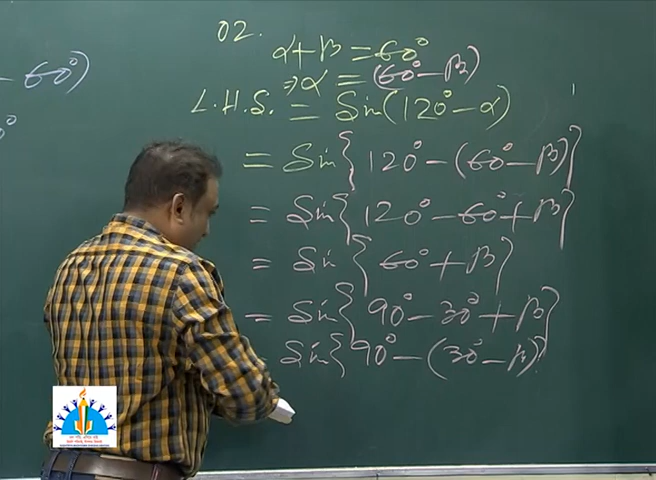 02.
α+β = 60°
⇒ α = (60° - β)
- 60°)
L.H.S. = Sin(120° - α)
= Sin{120° - (60° - β)}
= Sin{120° - 60° + β}
= Sin{60° + β}
= Sin{90° - 30° + β}
= Sin{90° - (30° - β)}